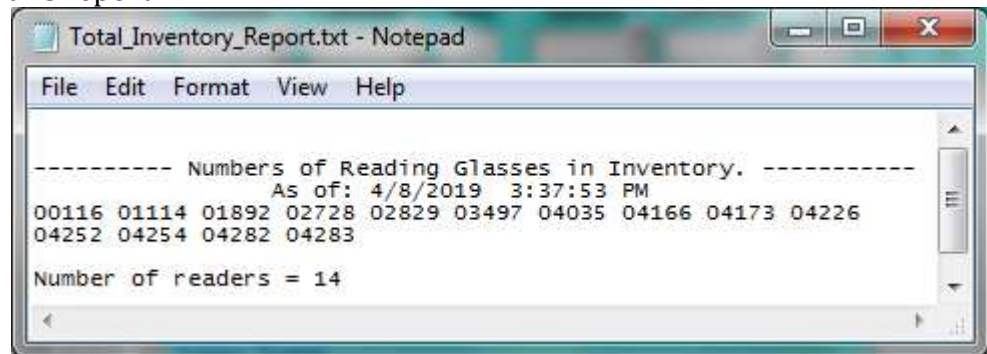 Total_Inventory_Report.txt - Notepad
File Edit Format View Help
---------- Numbers of Reading Glasses in Inventory. -----------
As of: 4/8/2019 3:37:53 PM
00116 01114 01892 02728 02829 03497 04035 04166 04173 04226
04252 04254 04282 04283
Number of readers = 14